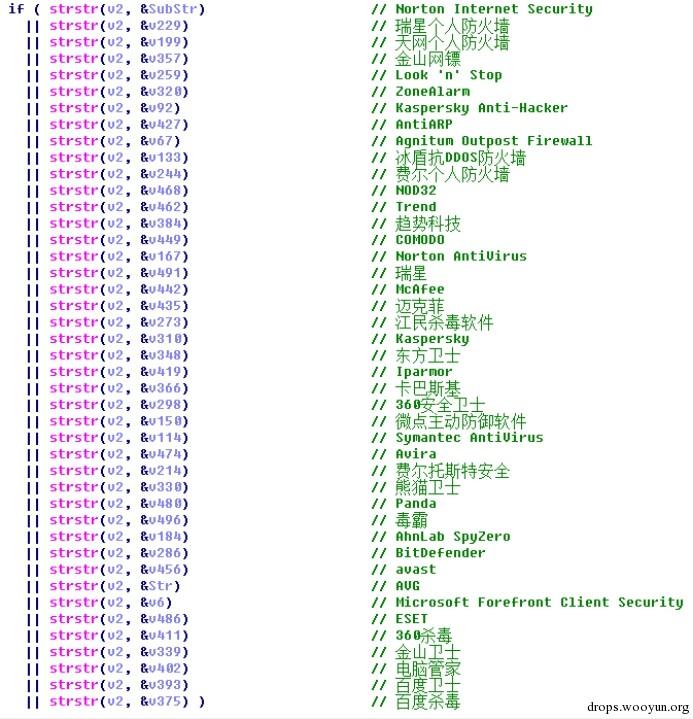 if ( strstr(v2, &SubStr) // Norton Internet Security
|| strstr(v2, &v229) // 瑞星个人防火墙
|| strstr(v2, &v199) // 天网个人防火墙
|| strstr(v2, &v357) // 金山网镖
|| strstr(v2, &v259) // Look 'n' Stop
|| strstr(v2, &v320) // ZoneAlarm
|| strstr(v2, &v92) // Kaspersky Anti-Hacker
|| strstr(v2, &v427) // AntiARP
|| strstr(v2, &v67) // Agnitum Outpost Firewall
|| strstr(v2, &v133) // 冰盾抗DDOS防火墙
|| strstr(v2, &v244) // 费尔个人防火墙
|| strstr(v2, &v468) // NOD32
|| strstr(v2, &v462) // Trend
|| strstr(v2, &v384) // 趋势科技
|| strstr(v2, &v449) // COMODO
|| strstr(v2, &v167) // Norton AntiVirus
|| strstr(v2, &v491) // 瑞星
|| strstr(v2, &v442) // McAfee
|| strstr(v2, &v435) // 迈克菲
|| strstr(v2, &v273) // 江民杀毒软件
|| strstr(v2, &v310) // Kaspersky
|| strstr(v2, &v348) // 东方卫士
|| strstr(v2, &v419) // Iparmor
|| strstr(v2, &v366) // 卡巴斯基
|| strstr(v2, &v298) // 360安全卫士
|| strstr(v2, &v150) // 微点主动防御软件
|| strstr(v2, &v114) // Symantec AntiVirus
|| strstr(v2, &v474) // Avira
|| strstr(v2, &v214) // 费尔托斯特安全
|| strstr(v2, &v330) // 熊猫卫士
|| strstr(v2, &v480) // Panda
|| strstr(v2, &v496) // 毒霸
|| strstr(v2, &v184) // AhnLab SpyZero
|| strstr(v2, &v286) // BitDefender
|| strstr(v2, &v456) // avast
|| strstr(v2, &Str) // AVG
|| strstr(v2, &v6) // Microsoft Forefront Client Security
|| strstr(v2, &v486) // ESET
|| strstr(v2, &v411) // 360杀毒
|| strstr(v2, &v339) // 金山卫士
|| strstr(v2, &v402) // 电脑管家
|| strstr(v2, &v393) // 百度卫士
|| strstr(v2, &v375) ) // 百度杀毒
drops.wooyun.org